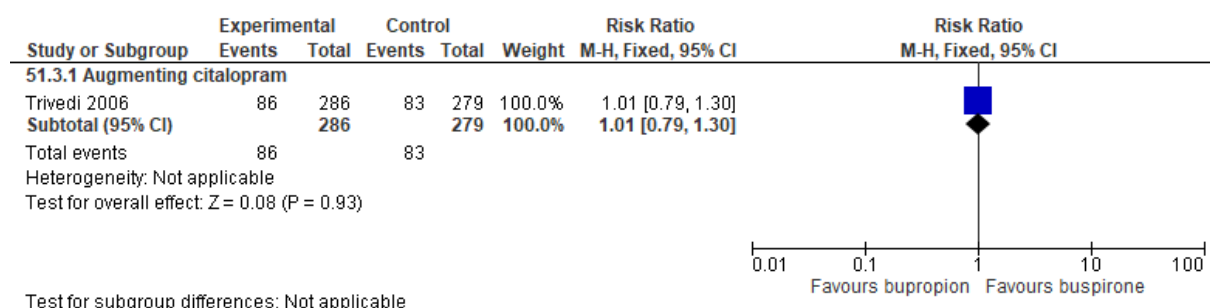 Experimental Control Risk Ratio Risk Ratio
Study or Subgroup Events Total Events Total Weight M-H, Fixed, 95% CI M-H, Fixed, 95% CI
51.3.1 Augmenting citalopram
Trivedi 2006 86 286 83 279 100.0% 1.01 [0.79, 1.30]
Subtotal (95% CI) 286 279 100.0% 1.01 [0.79, 1.30]
Total events 86 83
Heterogeneity: Not applicable
Test for overall effect: Z = 0.08 (P = 0.93)
0.01 0.1 1 10 100
Favours bupropion Favours buspirone
Test for subgroup differences: Not applicable